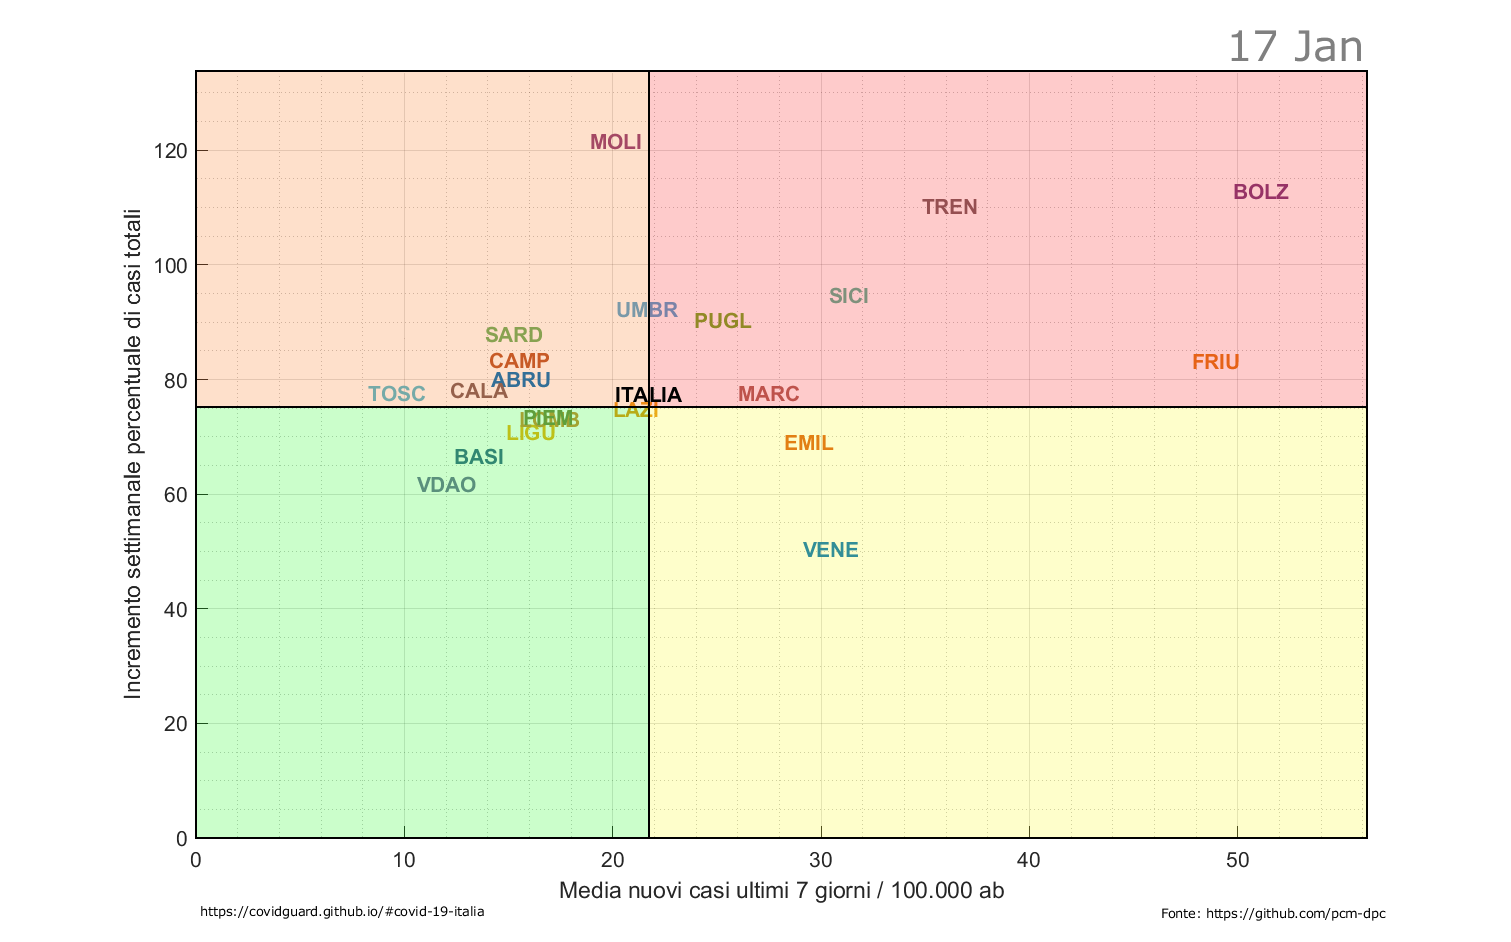 17 Jan
Incremento settimanale percentuale di casi totali
120
100
80
60
40
20
0
MOLI
BOLZ
TREN
SICI
UMBR
PUGL
SARD
CAMP
FRIU
ABRU
CALA
TOSC
ITALIA
MARC
LAZI
PIEM
LOMB
LIGU
EMIL
BASI
VDAO
VENE
0
10
20
30
40
50
Media nuovi casi ultimi 7 giorni / 100.000 ab
https://covidguard.github.io/#covid-19-italia
Fonte: https://github.com/pcm-dpc